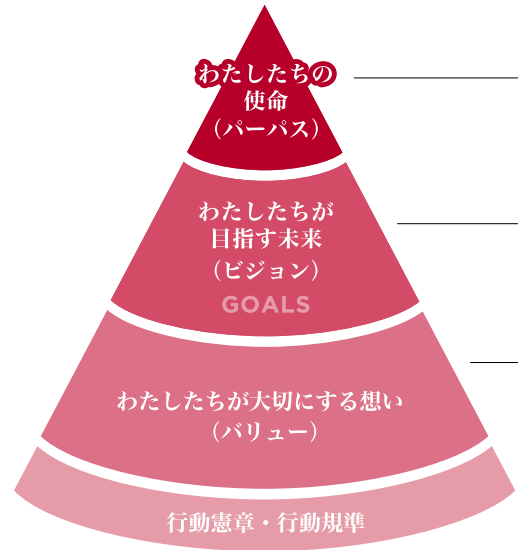 わたしたちの
使命
（パーパス）
わたしたちが
目指す未来
（ビジョン）
GOALS
わたしたちが大切にする想い
（バリュー）
行動憲章・行動規準